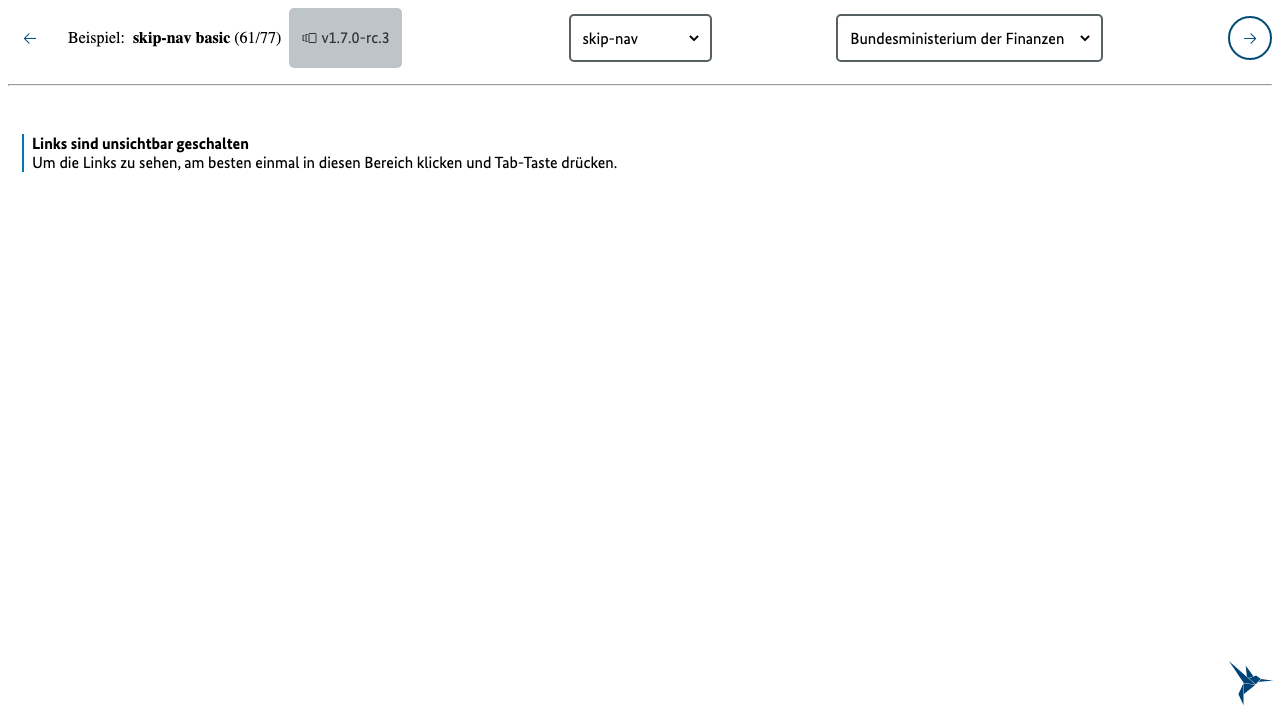 Beispiel: skip-nav basic (61/77) v1.7.0-rc.3 skip-nav Bundesministerium der Finanzen
Links sind unsichtbar geschalten
Um die Links zu sehen, am besten einmal in diesen Bereich klicken und Tab-Taste drücken.